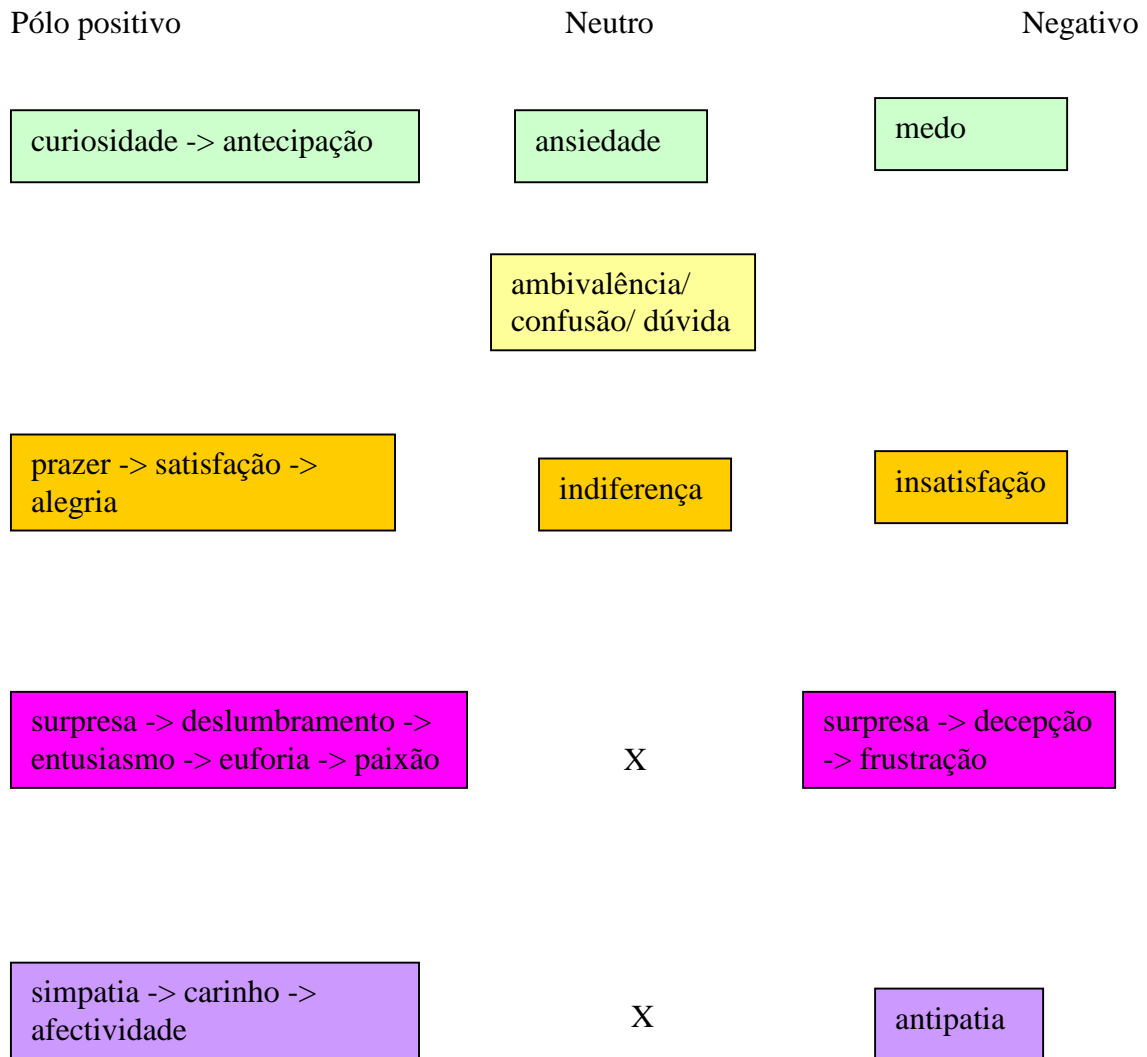 Pólo positivo Neutro Negativo
curiosidade -> antecipação
ansiedade
medo
ambivalência/
confusão/ dúvida
prazer -> satisfação ->
alegria
indiferença
insatisfação
surpresa -> deslumbramento ->
entusiasmo -> euforia -> paixão
X
surpresa -> decepção
-> frustração
simpatia -> carinho ->
afectividade
X
antipatia